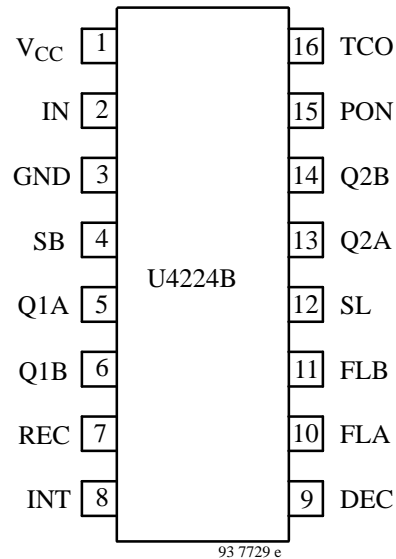 VCC 1 16 TCO
IN 2 15 PON
GND 3 14 Q2B
SB 4 13 Q2A
U4224B
Q1A 5 12 SL
Q1B 6 11 FLB
REC 7 10 FLA
INT 8 9 DEC
93 7729 e